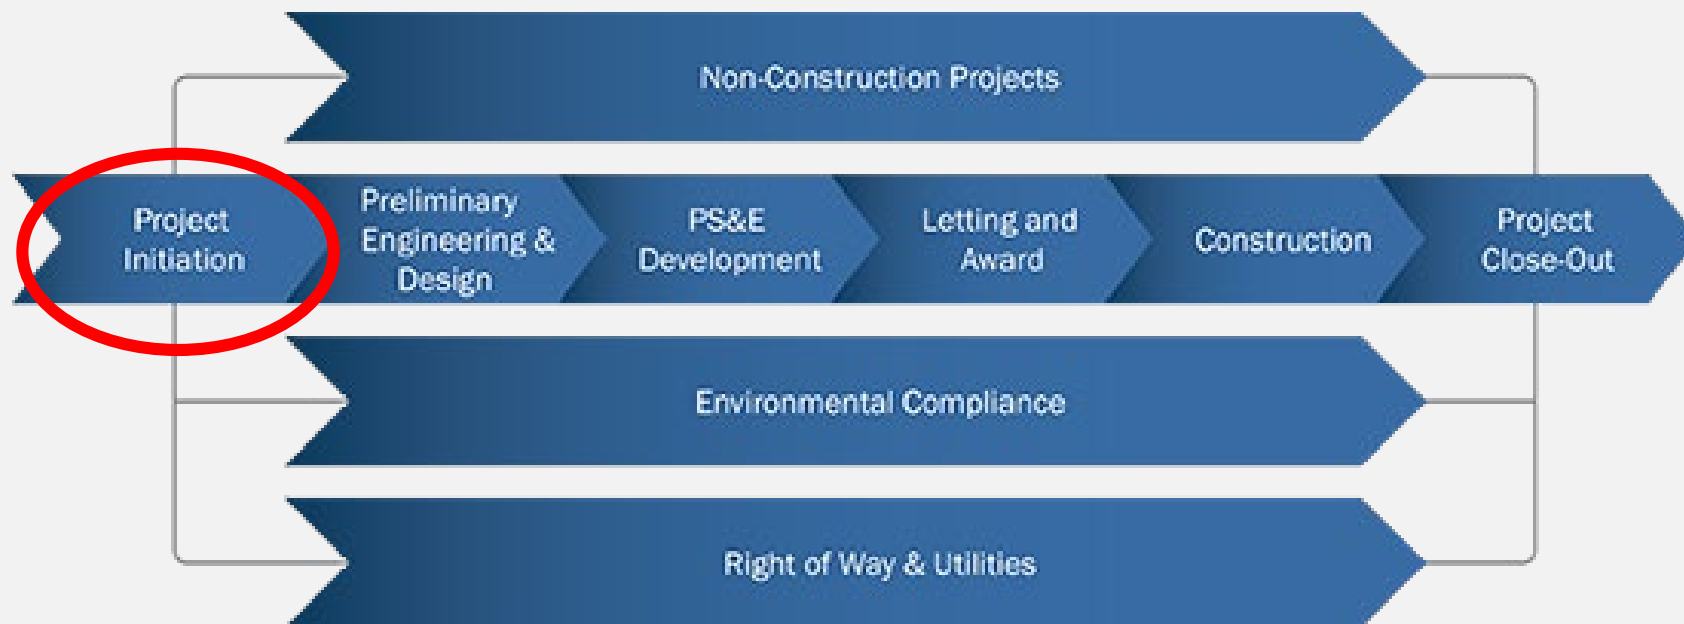 Non-Construction Projects
Project
Initiation
Preliminary
Engineering &
Design
PS&E
Development
Letting and
Award
Construction
Project
Close-Out
Environmental Compliance
Right of Way & Utilities